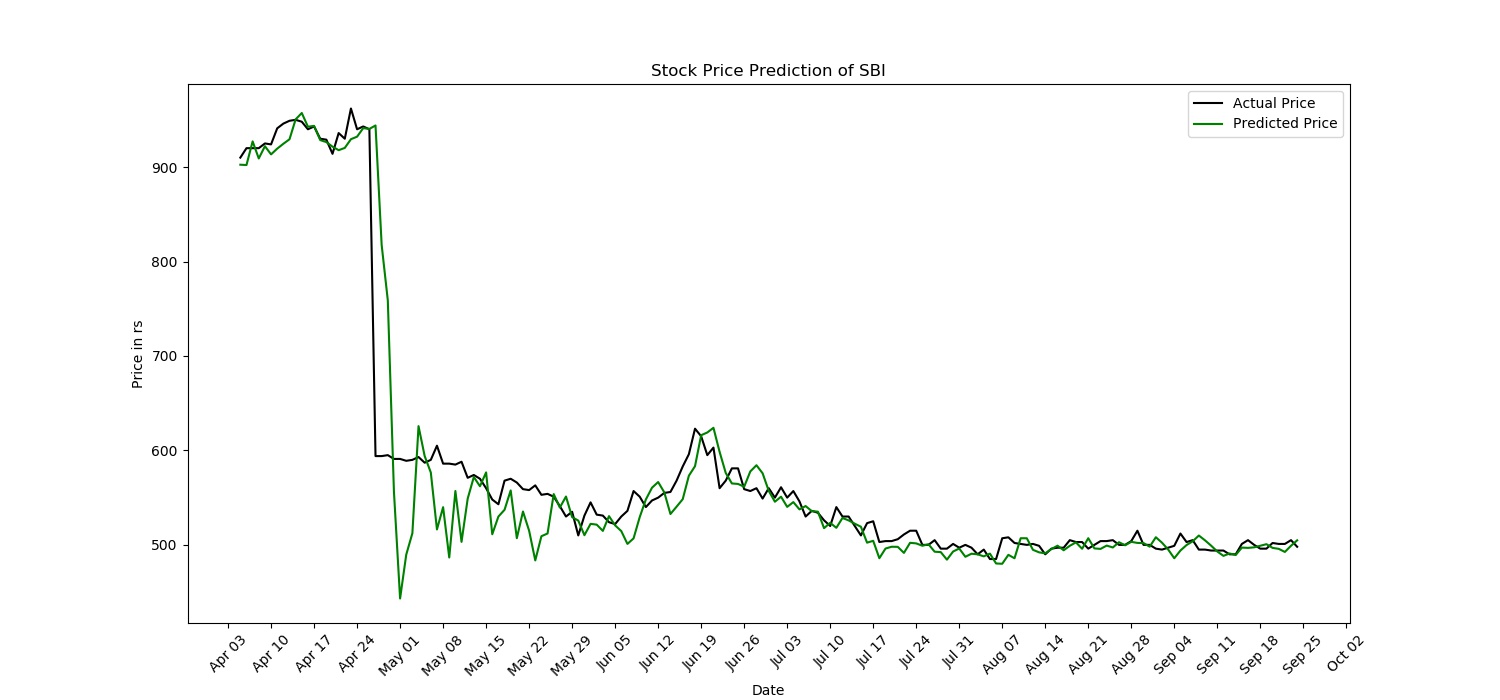 Stock Price Prediction of SBI
Actual Price
Predicted Price
Price in rs
900
800
700
600
500
Apr 03
Apr 10
Apr 17
Apr 24
May 01
May 08
May 15
May 22
May 29
Jun 05
Jun 12
Jun 19
Jun 26
Jul 03
Jul 10
Jul 17
Jul 24
Jul 31
Aug 07
Aug 14
Aug 21
Aug 28
Sep 04
Sep 11
Sep 18
Sep 25
Oct 02
Date